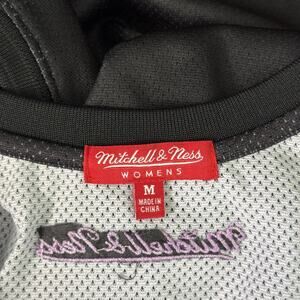 Mitchell & Ness
WOMENS
M
MADE IN
CHINA
Mitchell & Ness